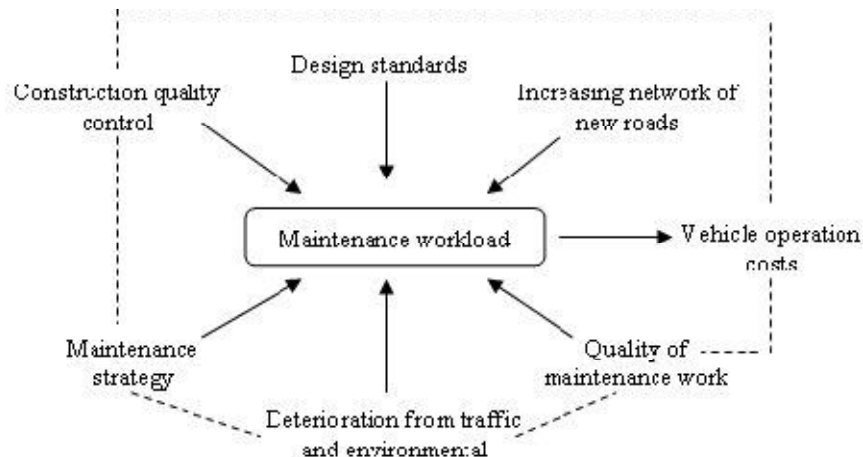 Design standards
Construction quality
control
Increasing network of
new roads
Maintenance workload
Vehicle operation
costs
Maintenance
strategy
Quality of
maintenance work
Deterioration from traffic
and environmental